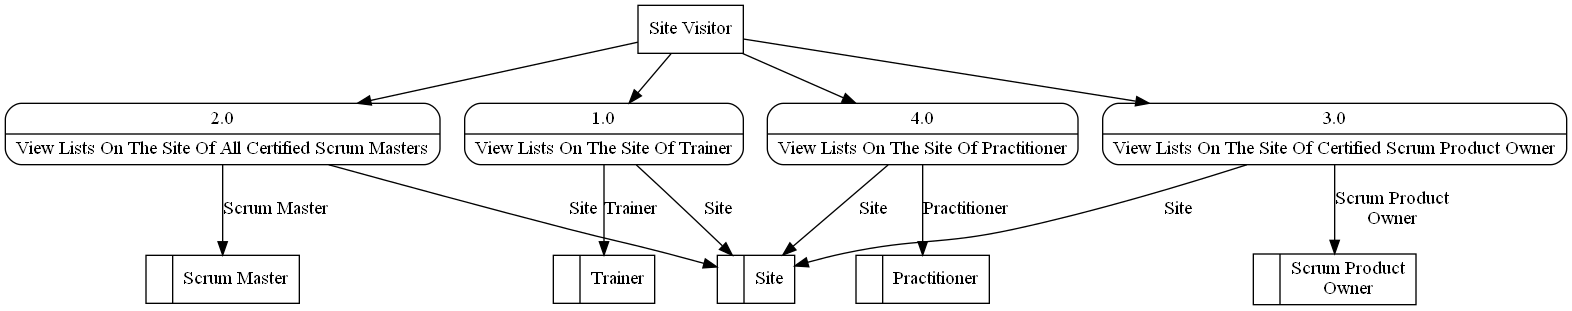 Site Visitor
2.0
View Lists On The Site Of All Certified Scrum Masters
1.0
View Lists On The Site Of Trainer
4.0
View Lists On The Site Of Practitioner
3.0
View Lists On The Site Of Certified Scrum Product Owner
Scrum Master
Site
Trainer
Site
Site
Practitioner
Site
Scrum Product
Owner
Scrum Master
Trainer
Site
Practitioner
Scrum Product
Owner